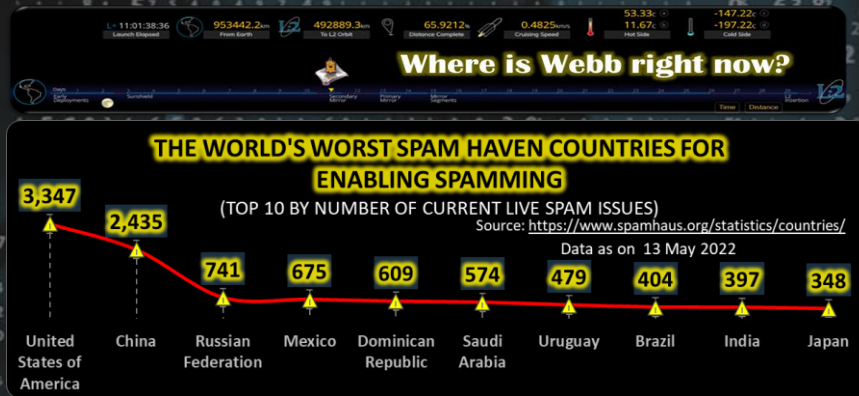 L+ 11:01:38:36
Launch Elapsed
953442.2km
From Earth
492889.3km
To L2 Orbit
65.9212%
Distance Complete
0.4825km/s
Cruising Speed
53.33c
11.67c
Hot Side
-147.22c
-197.22c
Cold Side
Where is Webb right now?
Days
Early
Deployments
Sunshield
Secondary
Mirror
Primary
Mirror
Mirror
Segments
L2
Insertion
L2
Time
Distance
THE WORLD'S WORST SPAM HAVEN COUNTRIES FOR
ENABLING SPAMMING
(TOP 10 BY NUMBER OF CURRENT LIVE SPAM ISSUES)
Source: https://www.spamhaus.org/statistics/countries/
Data as on 13 May 2022
3,347
2,435
741
675
609
574
479
404
397
348
United
States of
America
China
Russian
Federation
Mexico
Dominican
Republic
Saudi
Arabia
Uruguay
Brazil
India
Japan